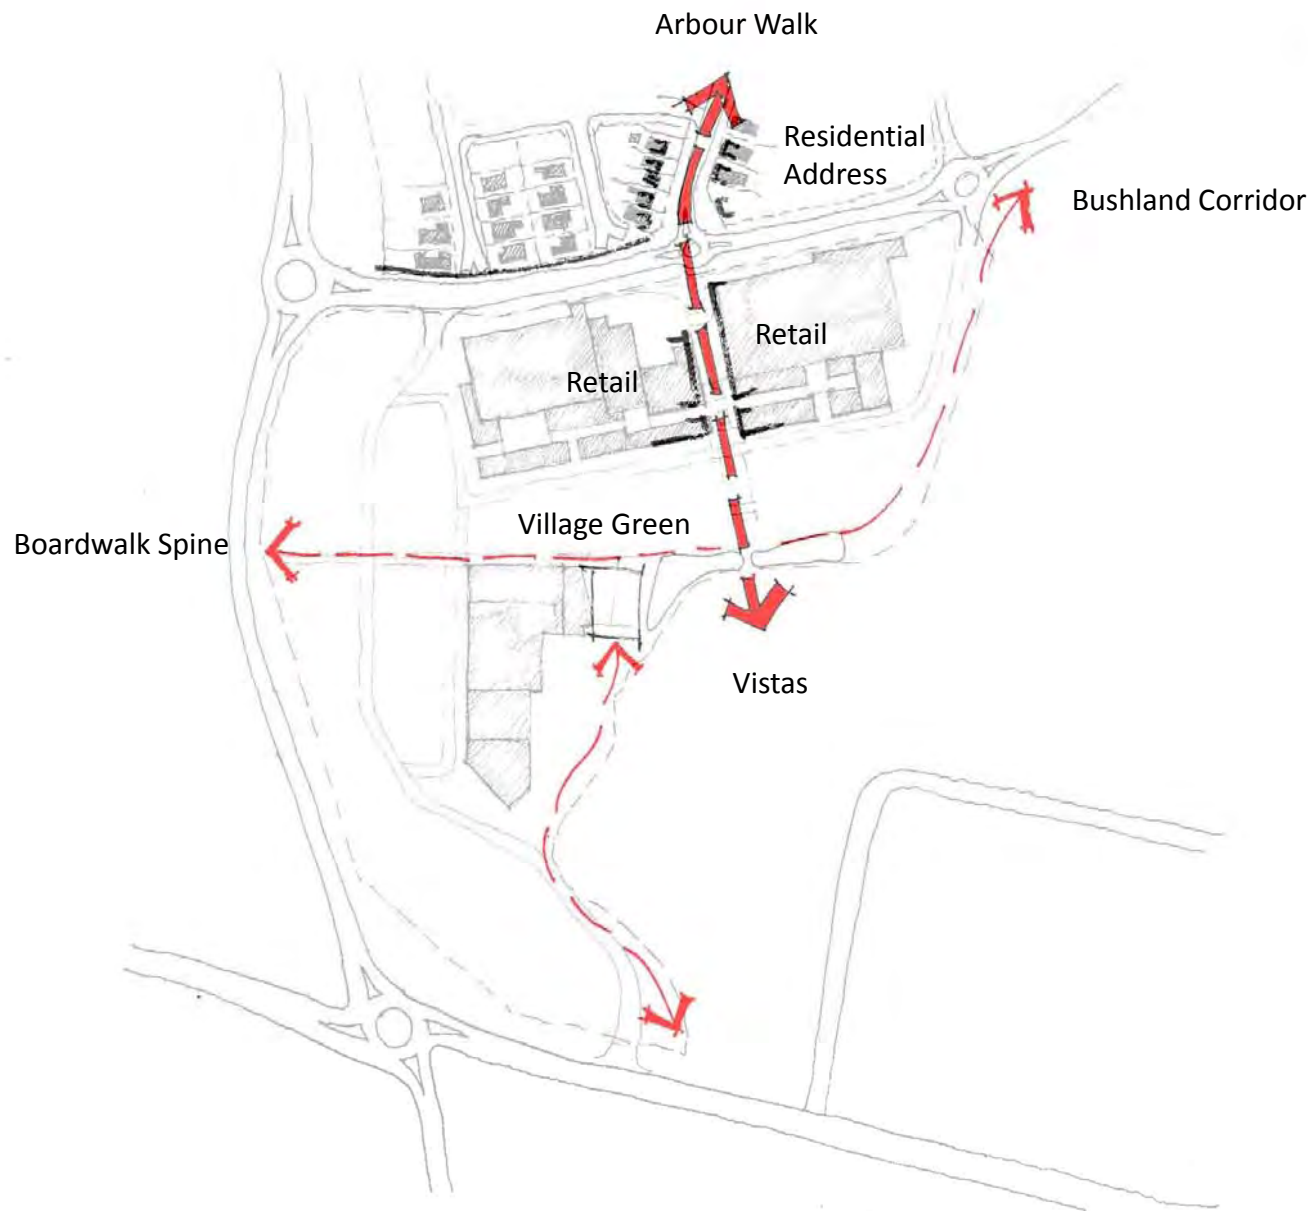 Arbour Walk
Residential
Address
Bushland Corridor
Retail
Retail
Village Green
Boardwalk Spine
Vistas